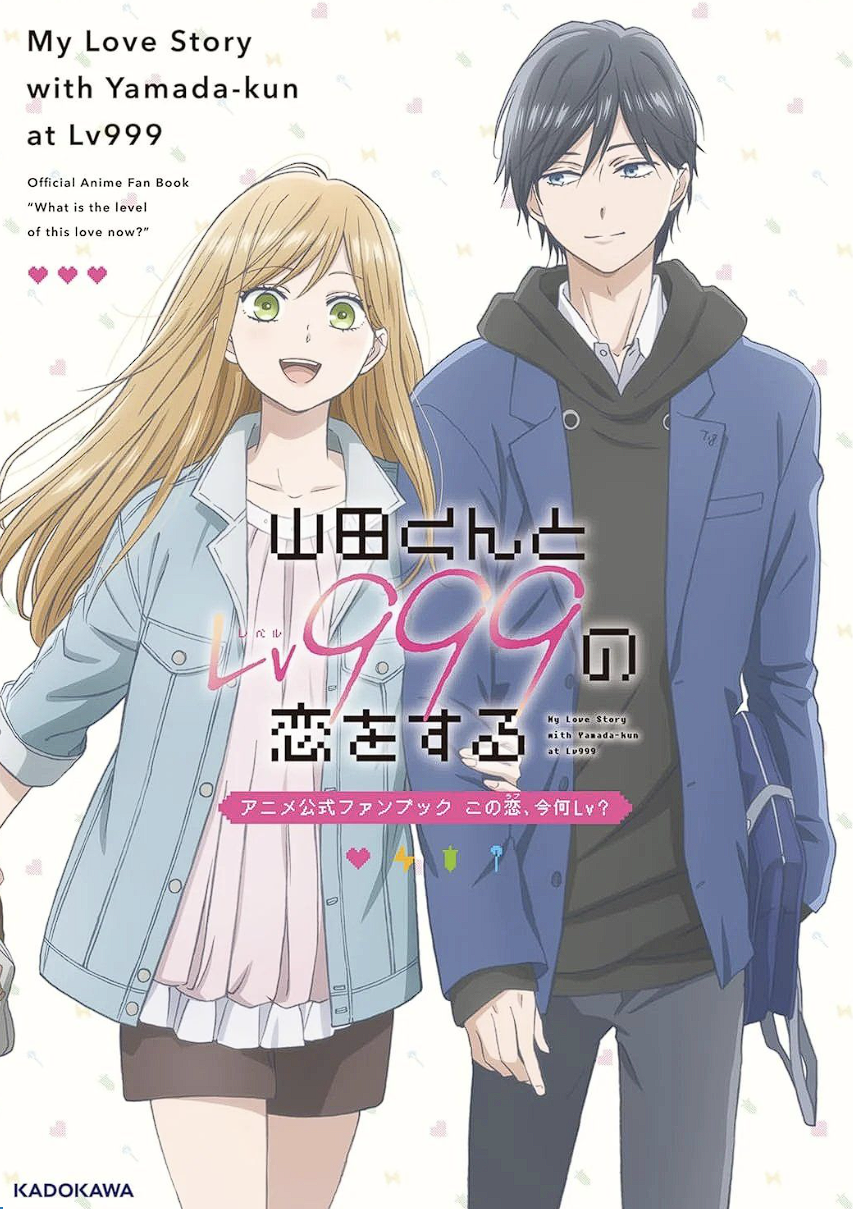 My Love Story
with Yamada-kun
at Lv999
Official Anime Fan Book
“What is the level
of this love now?”
山田くんと
レベル
Lv999の
恋をする
My Love Story
with Yamada-kun
at Lv999
ラブ
アニメ公式ファンブック この恋、今何Lv？
KADOKAWA